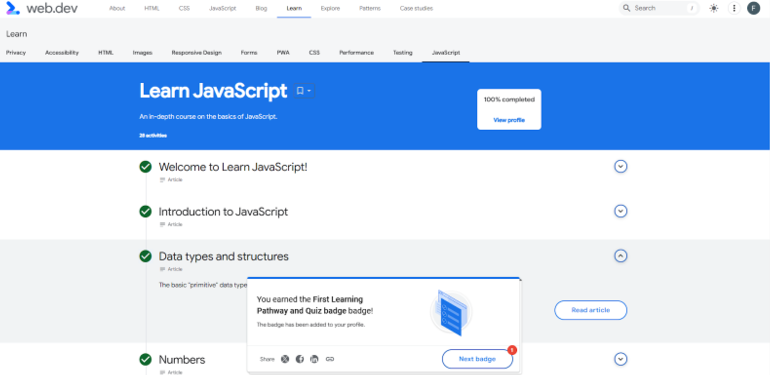 web.dev
About HTML CSS JavaScript Blog Learn Explore Patterns Case studies
Search /
F
Learn
Privacy Accessibility HTML Images Responsive Design Forms PWA CSS Performance Testing JavaScript
Learn JavaScript
An in-depth course on the basics of JavaScript.
28 activities
100% completed
View profile
Welcome to Learn JavaScript!
Article
Introduction to JavaScript
Article
Data types and structures
Article
The basic "primitive" data type
Read article
You earned the First Learning
Pathway and Quiz badge badge!
The badge has been added to your profile.
Share
Next badge
Numbers
Article